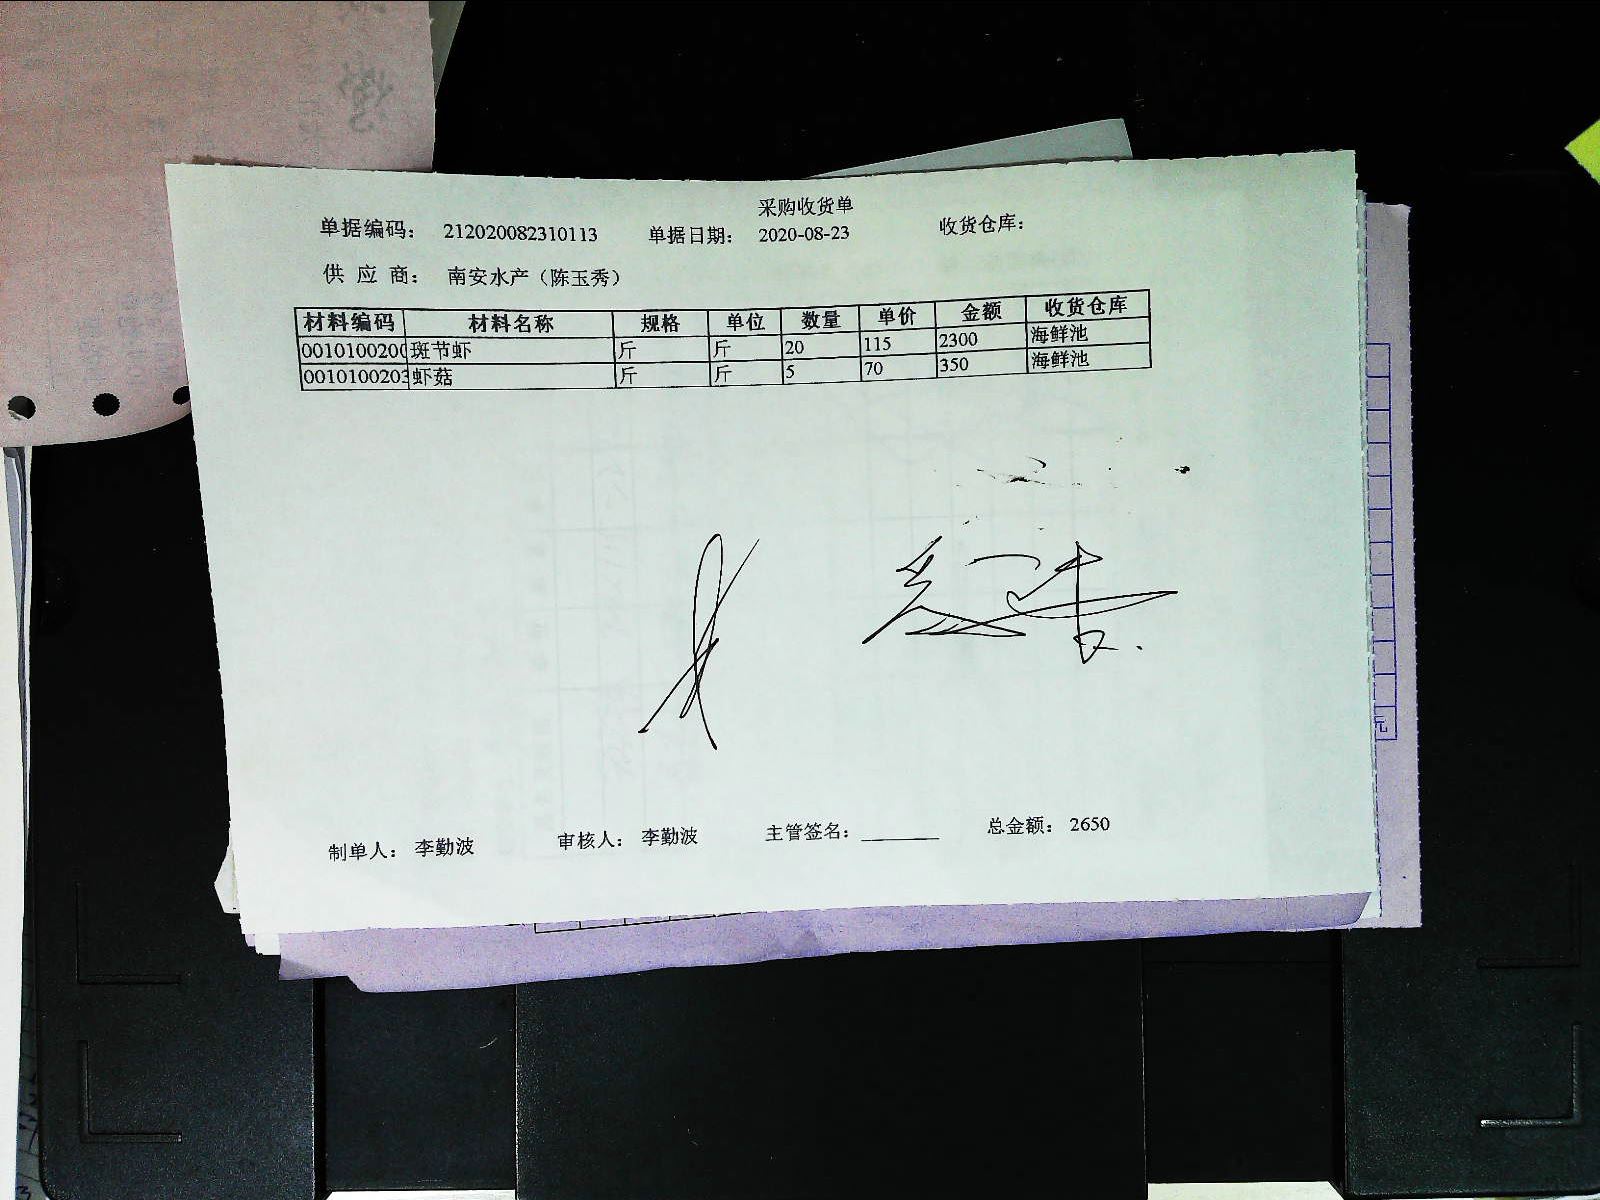 采购收货单
单据编码： 212020082310113 单据日期： 2020-08-23 收货仓库：
供 应 商： 南安水产（陈玉秀）
材料编码 材料名称 规格 单位 数量 单价 金额 收货仓库
0010100200 斑节虾 斤 斤 20 115 2300 海鲜池
0010100203 虾菇 斤 斤 5 70 350 海鲜池
制单人： 李勤波 审核人： 李勤波 主管签名：________ 总金额： 2650
元